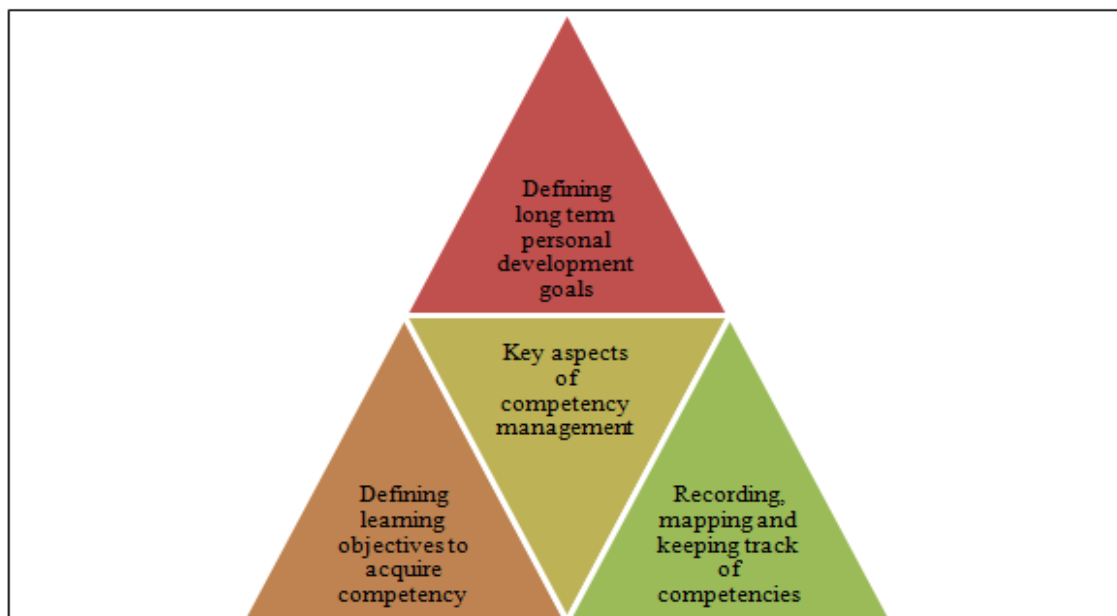 Defining
long term
personal
development
goals
Key aspects
of
competency
management
Defining
learning
objectives to
acquire
competency
Recording,
mapping and
keeping track
of
competencies